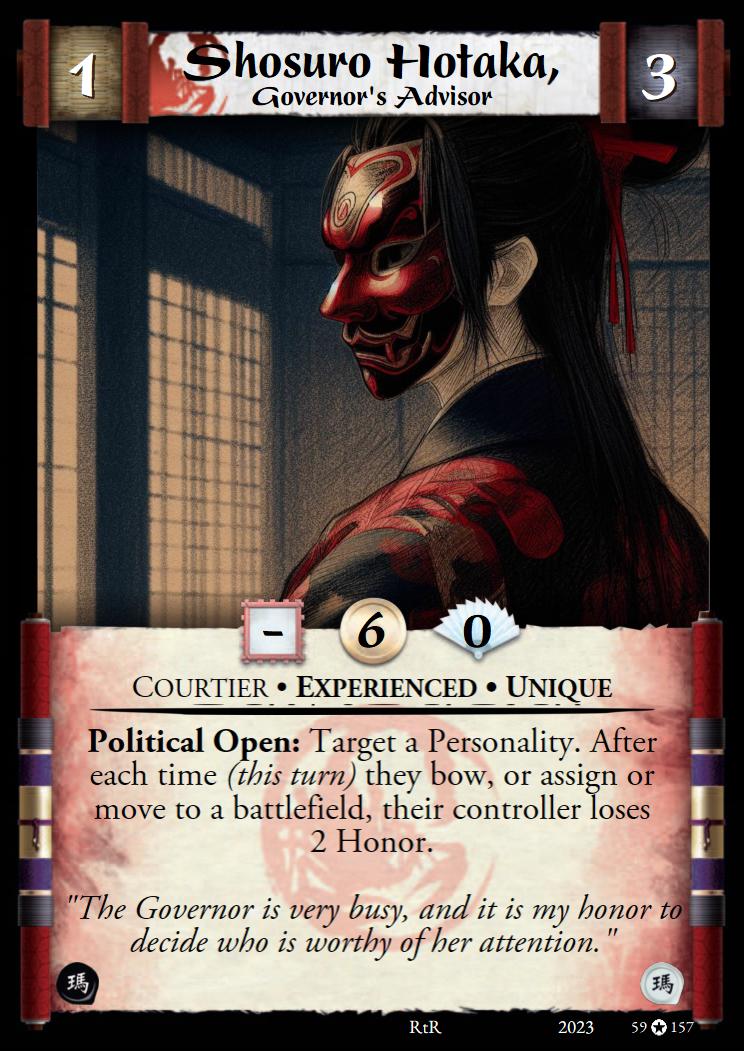 1
Shosuro Hotaka,
3
Governor's Advisor
-
6
0
COURTIER • EXPERIENCED • UNIQUE
Political Open: Target a Personality. After
each time (this turn) they bow, or assign or
move to a battlefield, their controller loses
2 Honor.
"The Governor is very busy, and it is my honor to
decide who is worthy of her attention."
瑪
瑪
RtR 2023 59 ✪ 157